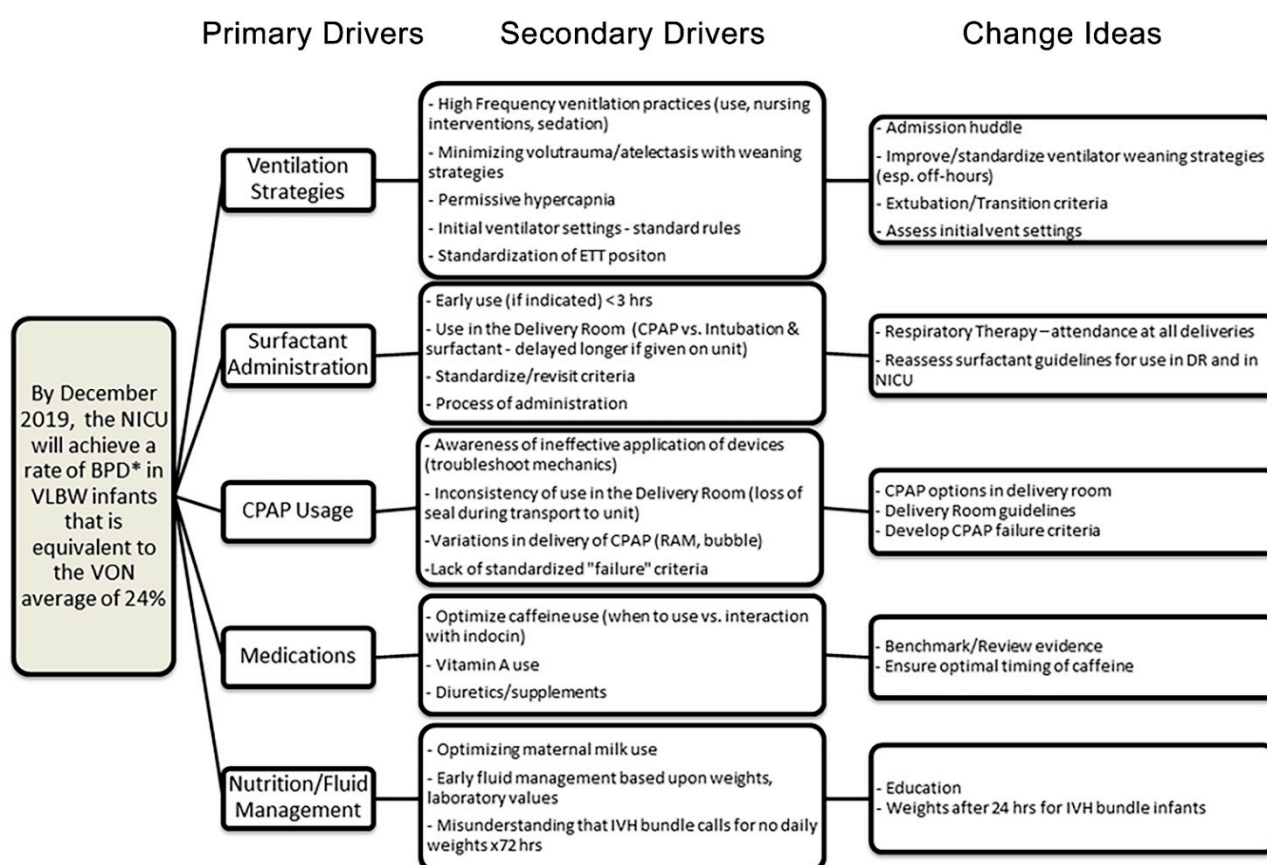 Primary Drivers
Secondary Drivers
Change Ideas
By December
2019, the NICU
will achieve a
rate of BPD* in
VLBW infants
that is
equivalent to
the VON
average of 24%
Ventilation
Strategies
- High Frequency venitlation practices (use, nursing
interventions, sedation)
- Minimizing volutrauma/atelectasis with weaning
strategies
- Permissive hypercapnia
- Initial ventilator settings - standard rules
- Standardization of ETT positon
- Admission huddle
- Improve/standardize ventilator weaning strategies
(esp. off-hours)
- Extubation/Transition criteria
- Assess initial vent settings
Surfactant
Administration
- Early use (if indicated) <3 hrs
- Use in the Delivery Room (CPAP vs. Intubation &
surfactant - delayed longer if given on unit)
- Standardize/revisit criteria
- Process of administration
- Respiratory Therapy – attendance at all deliveries
- Reassess surfactant guidelines for use in DR and in
NICU
CPAP Usage
- Awareness of ineffective application of devices
(troubleshoot mechanics)
- Inconsistency of use in the Delivery Room (loss of
seal during transport to unit)
-Variations in delivery of CPAP (RAM, bubble)
-Lack of standardized "failure" criteria
- CPAP options in delivery room
- Delivery Room guidelines
- Develop CPAP failure criteria
Medications
- Optimize caffeine use (when to use vs. interaction
with indocin)
- Vitamin A use
- Diuretics/supplements
- Benchmark/Review evidence
- Ensure optimal timing of caffeine
Nutrition/Fluid
Management
- Optimizing maternal milk use
- Early fluid management based upon weights,
laboratory values
- Misunderstanding that IVH bundle calls for no daily
weights x72 hrs
- Education
- Weights after 24 hrs for IVH bundle infants